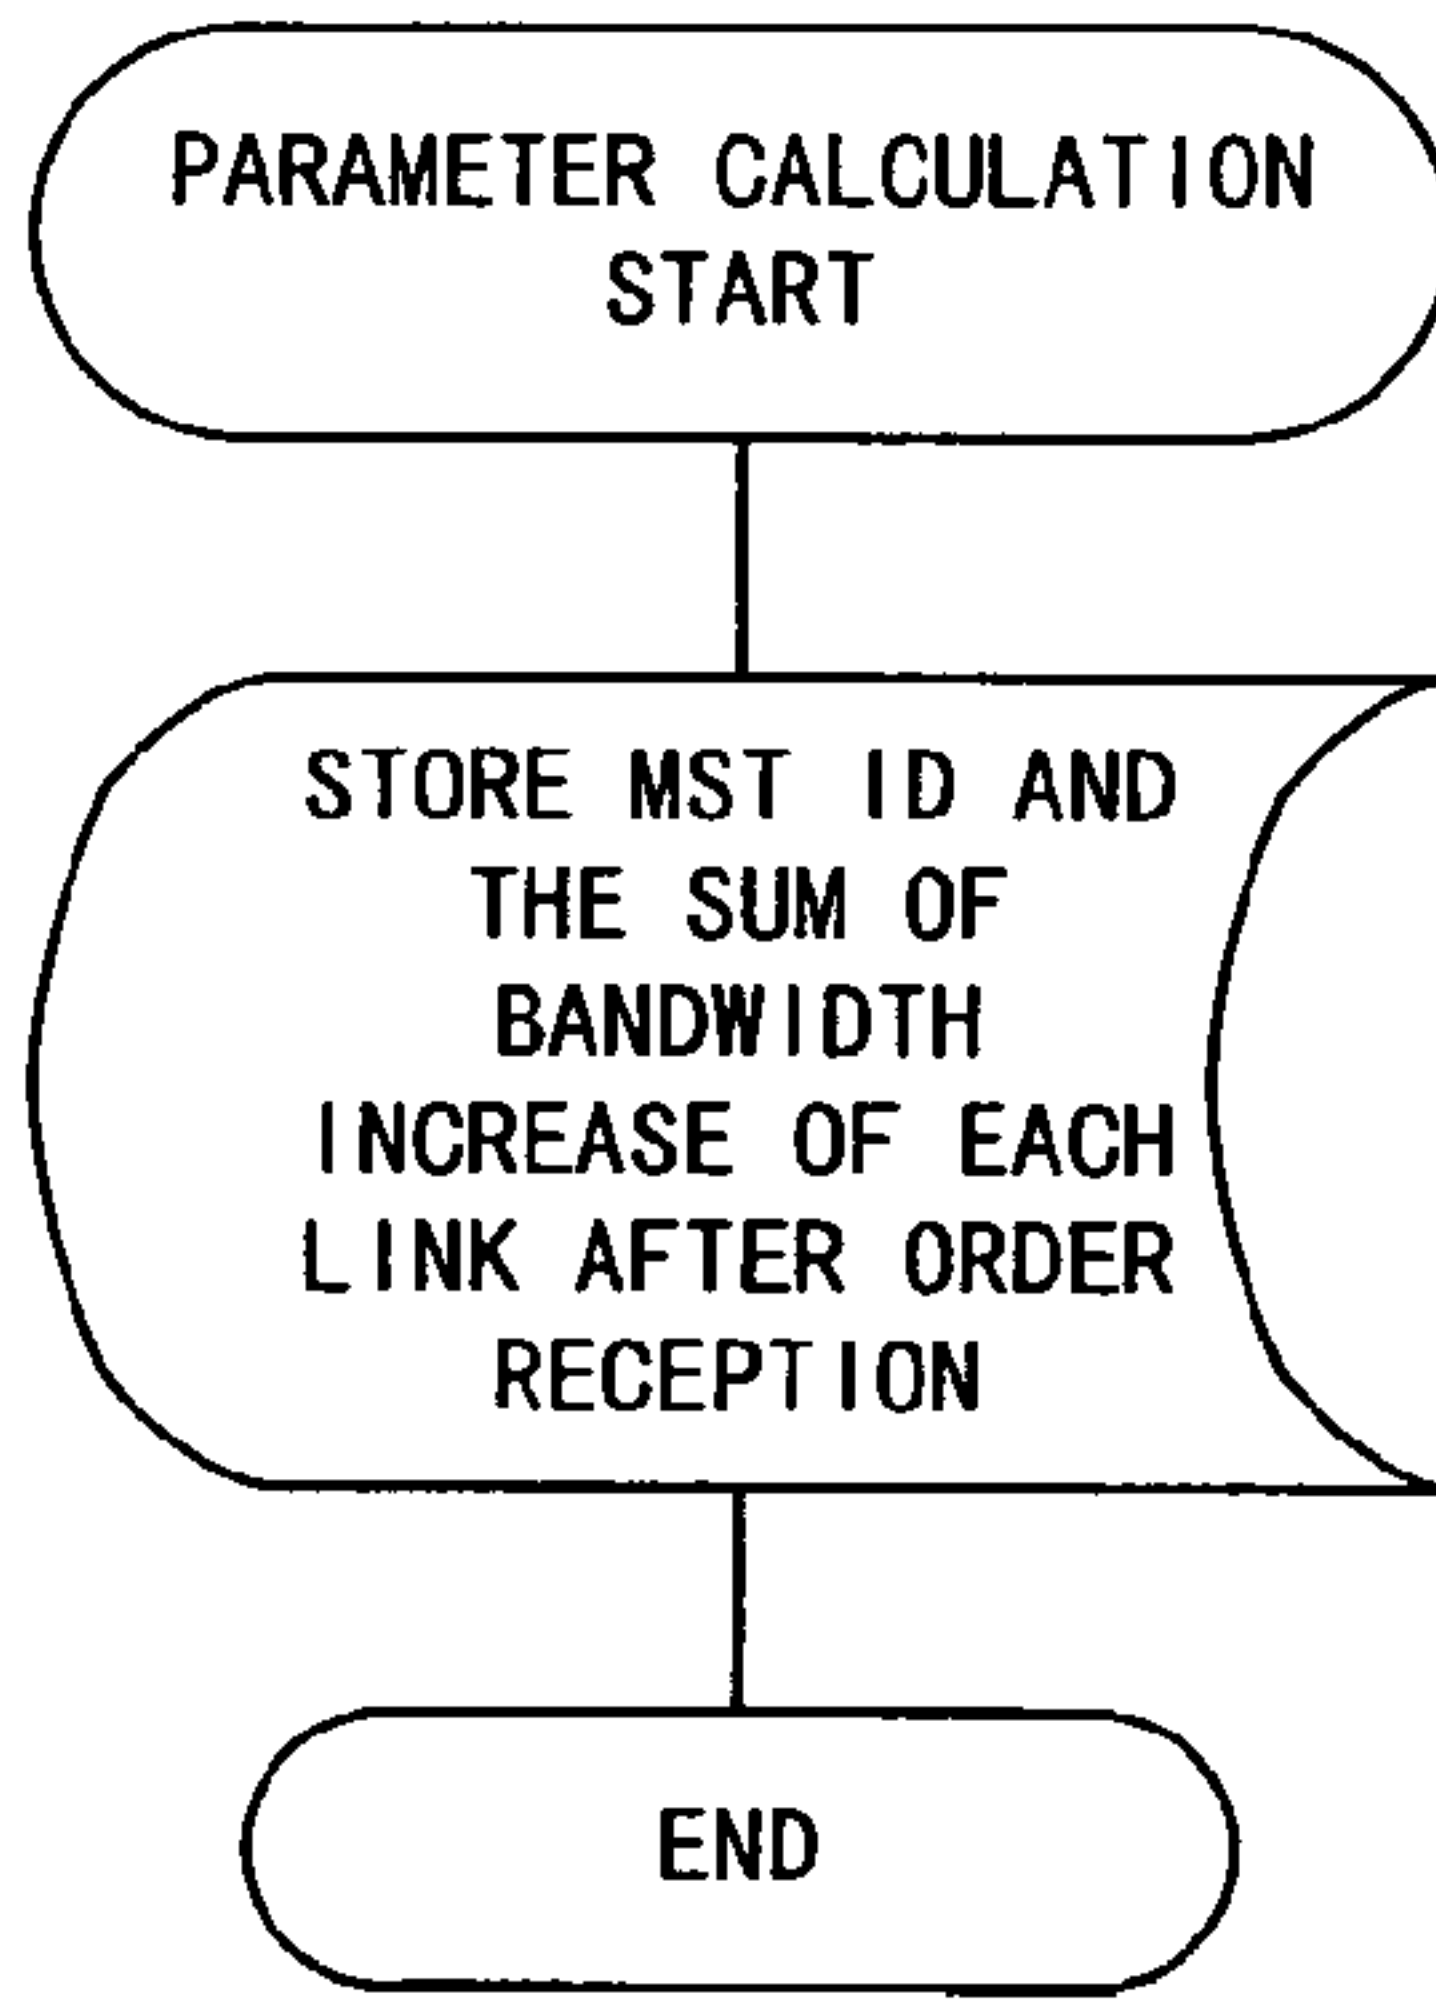 PARAMETER CALCULATION
START
STORE MST ID AND
THE SUM OF
BANDWIDTH
INCREASE OF EACH
LINK AFTER ORDER
RECEPTION
END